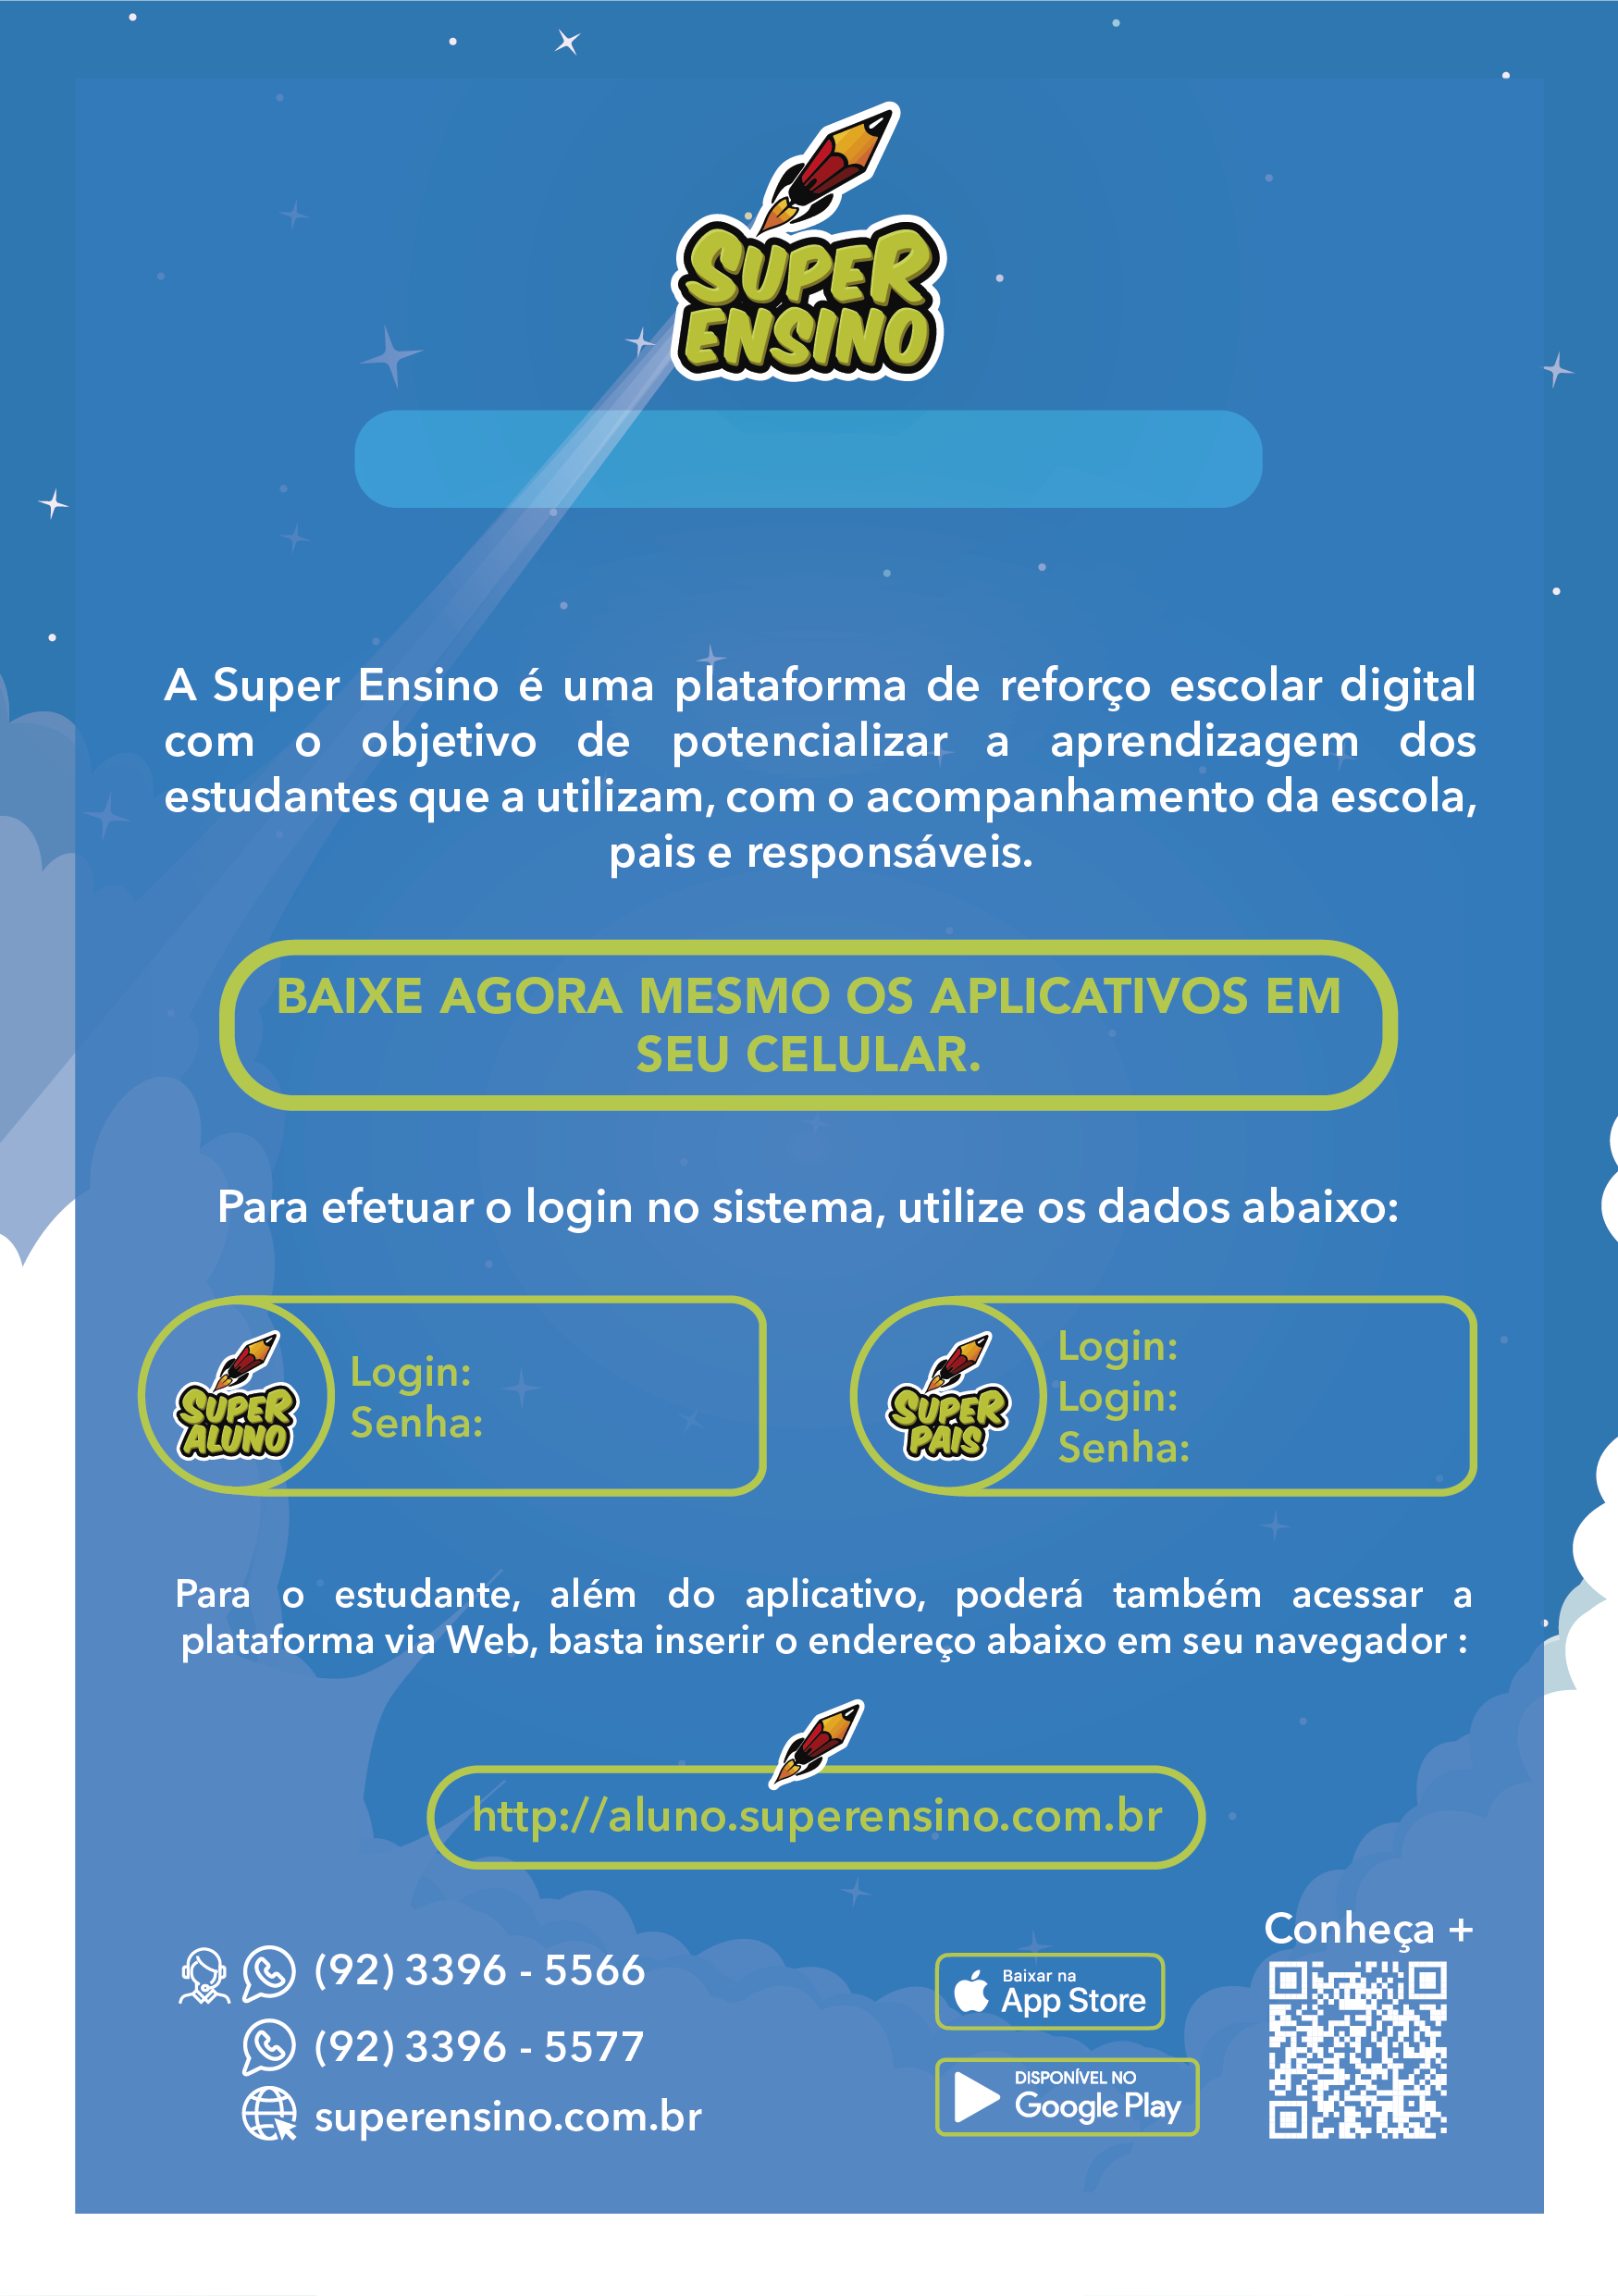 SUPER
ENSINO
A Super Ensino é uma plataforma de reforço escolar digital
com o objetivo de potencializar a aprendizagem dos
estudantes que a utilizam, com o acompanhamento da escola,
pais e responsáveis.
BAIXE AGORA MESMO OS APLICATIVOS EM
SEU CELULAR.
Para efetuar o login no sistema, utilize os dados abaixo:
SUPER
ALUNO
Login:
Senha:
SUPER
PAIS
Login:
Login:
Senha:
Para o estudante, além do aplicativo, poderá também acessar a
plataforma via Web, basta inserir o endereço abaixo em seu navegador :
http://aluno.superensino.com.br
(92) 3396 - 5566
(92) 3396 - 5577
superensino.com.br
Baixar na
App Store
DISPONÍVEL NO
Google Play
Conheça +